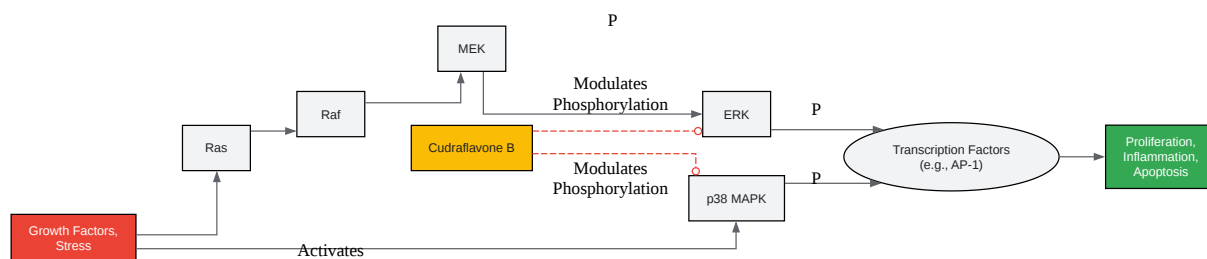 P
MEK
Modulates
Phosphorylation
Raf
ERK
P
Ras
Cudraflavone B
Transcription Factors
(e.g., AP-1)
Proliferation,
Inflammation,
Apoptosis
Modulates
Phosphorylation
P
p38 MAPK
Growth Factors,
Stress
Activates